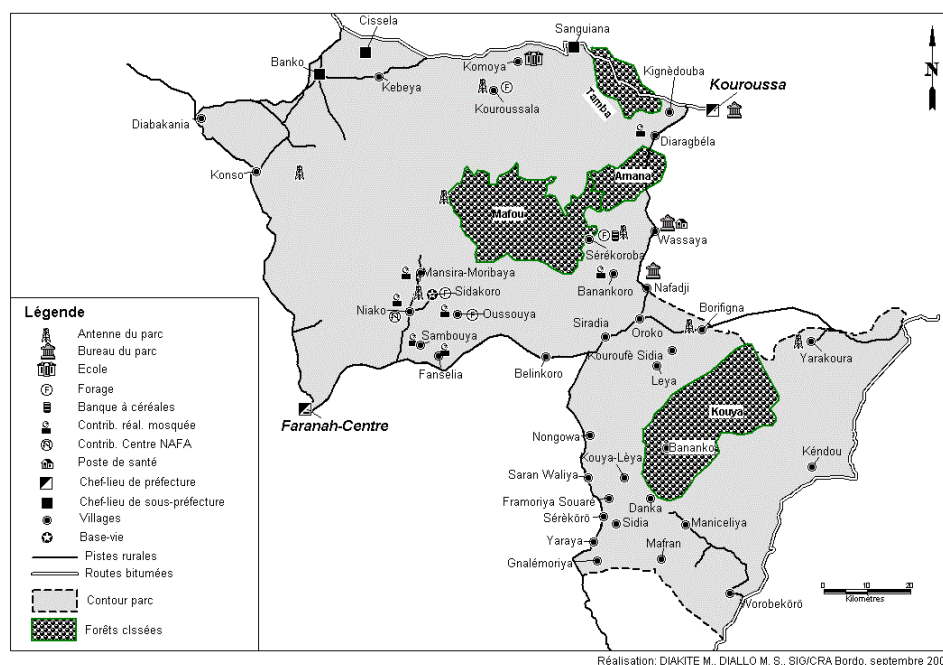 Cissela
Sanguiana
Banko
Kebeya
Komoya
Kouroussala
Kignèdouba
Tamba
Kouroussa
N
Diabakania
Diaragbéla
Konso
Amana
Mafou
Wassaya
Sérékoroba
Mansira-Moribaya
Banankoro
Nafadji
Sidakoro
Niako
Oussouya
Siradia
Oroko
Borifigna
Sambouya
Kouroufè Sidia
Yarakoura
Fanselia
Belinkoro
Leya
Faranah-Centre
Kouya
Nongowa
Bananko
Kouya-Lèya
Kéndou
Saran Waliya
Framoriya Souaré
Danka
Sérèkörö
Sidia
Maniceliya
Yaraya
Mafran
Gnalémoriya
Worobekörö
0 10 20
Kilométres
Légende
Antenne du parc
Bureau du parc
Ecole
Forage
Banque à céreales
Contrib. réal. mosquée
Contrib. Centre NAFA
Poste de santé
Chef-lieu de préfecture
Chef-lieu de sous-préfecture
Villages
Base-vie
Pistes rurales
Routes bitumées
Contour parc
Forêts clssées
Réalisation: DIAKITE M., DIALLO M. S., SIG/CRA Bordo, septembre